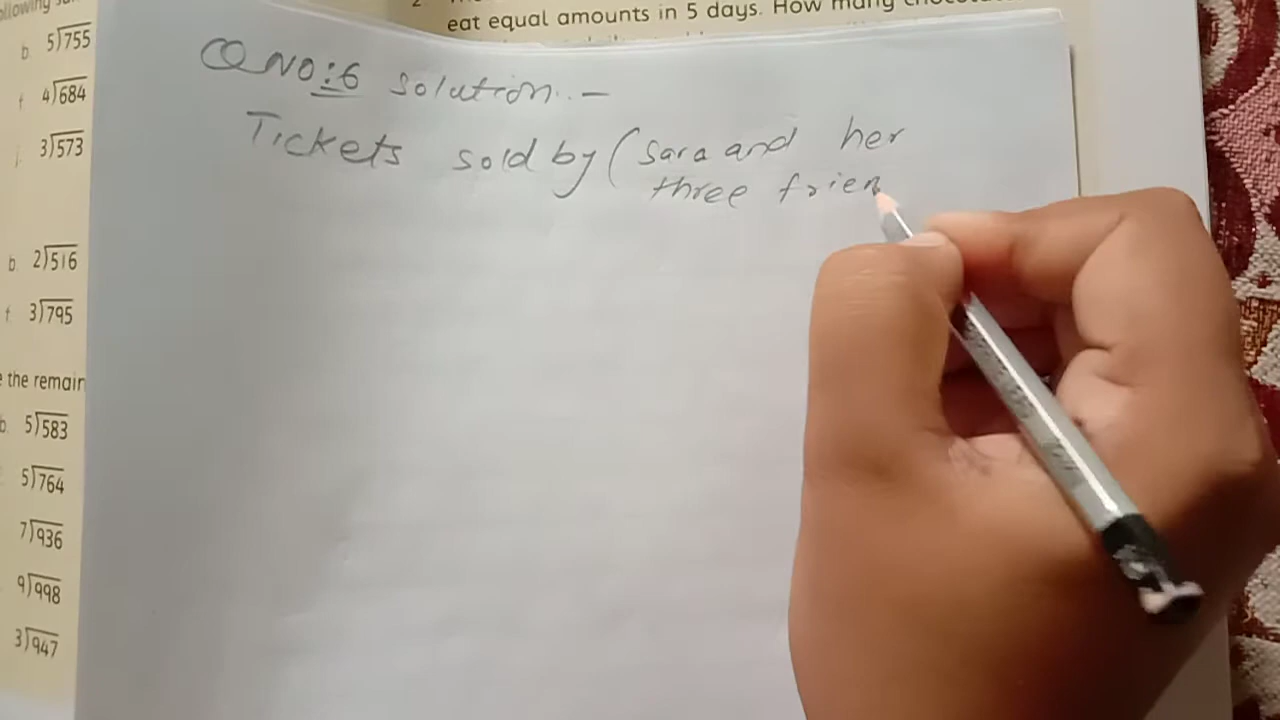 eat equal amounts in 5 days. How many
b. 5)755
f 4)684
j. 3)573
b. 2)516
f. 3)795
the remain
b. 5)583
5)764
7)936
9)998
3)947
Q NO:6 Solution. -
Tickets sold by (Sara and her
three frien